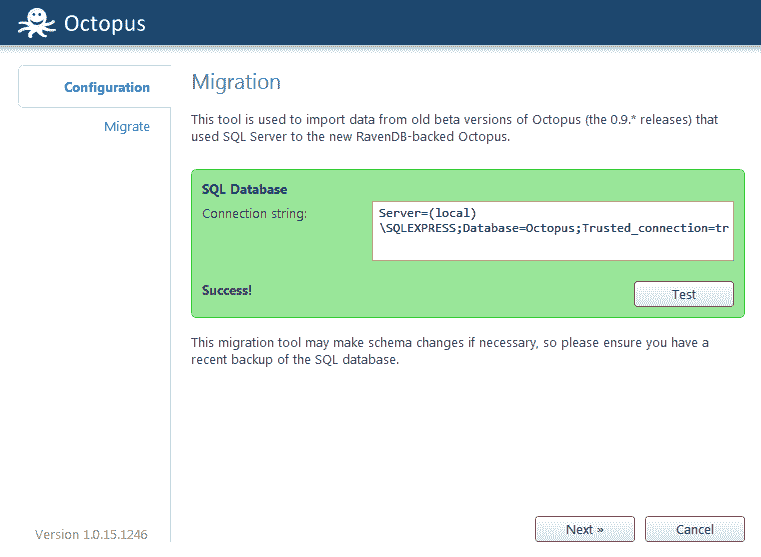 Octopus
Configuration
Migrate
Migration
This tool is used to import data from old beta versions of Octopus (the 0.9.* releases) that
used SQL Server to the new RavenDB-backed Octopus.
SQL Database
Connection string:
Server=(local)
\SQLEXPRESS;Database=Octopus;Trusted_connection=tr
Success!
Test
This migration tool may make schema changes if necessary, so please ensure you have a
recent backup of the SQL database.
Version 1.0.15.1246
Next »
Cancel